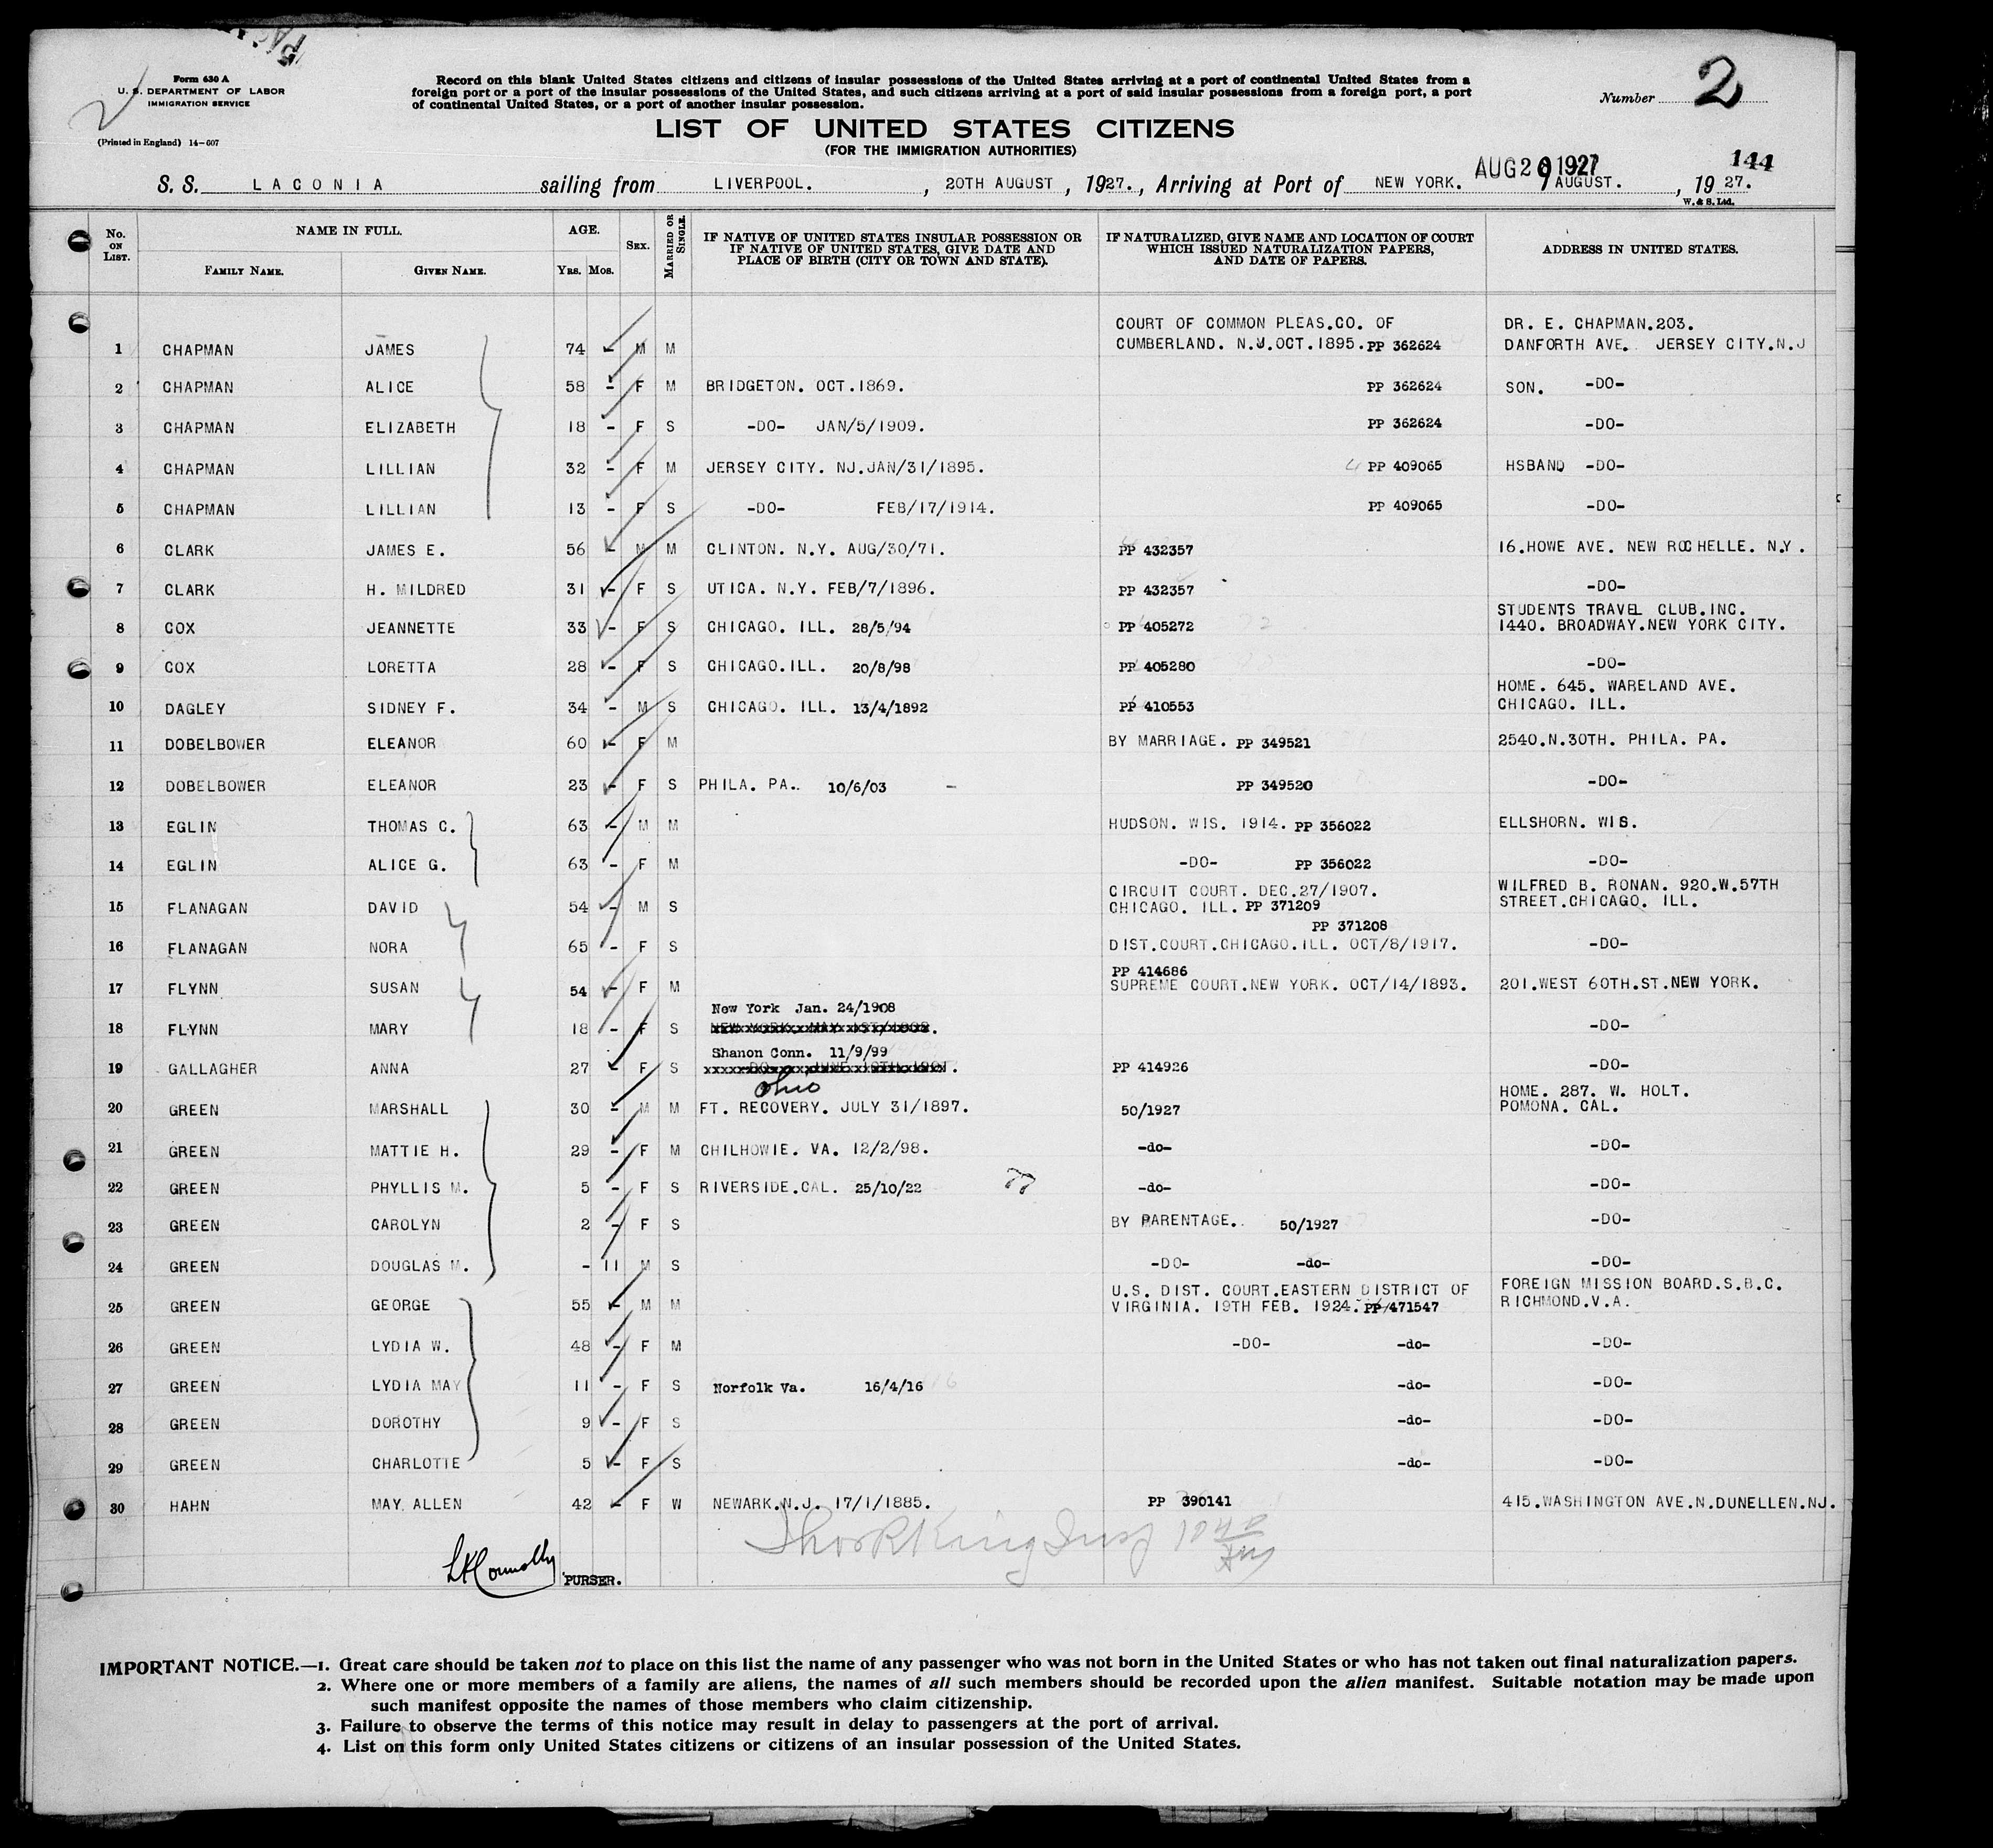 Form 630 A
U. S. DEPARTMENT OF LABOR
IMMIGRATION SERVICE
(Printed in England) 14-607
Record on this blank United States citizens and citizens of insular possessions of the United States arriving at a port of continental United States from a
foreign port or a port of the insular possessions of the United States, and such citizens arriving at a port of said insular possessions from a foreign port, a port
of continental United States, or a port of another insular possession.
Number 2
LIST OF UNITED STATES CITIZENS
(FOR THE IMMIGRATION AUTHORITIES)
AUG 29 1927
144
S. S. LACONIA sailing from LIVERPOOL. , 20TH AUGUST , 1927., Arriving at Port of NEW YORK. AUGUST. , 19 27.
W. & S. Ltd.
No. ON LIST. NAME IN FULL. AGE. SEX. MARRIED OR SINGLE. IF NATIVE OF UNITED STATES INSULAR POSSESSION OR IF NATIVE OF UNITED STATES, GIVE DATE AND PLACE OF BIRTH (CITY OR TOWN AND STATE). IF NATURALIZED, GIVE NAME AND LOCATION OF COURT WHICH ISSUED NATURALIZATION PAPERS, AND DATE OF PAPERS. ADDRESS IN UNITED STATES.
FAMILY NAME. GIVEN NAME. YRS. MOS.
COURT OF COMMON PLEAS.CO. OF DR. E. CHAPMAN.203.
1 CHAPMAN JAMES 74 - M M CUMBERLAND. N.J.OCT.1895. PP 362624 DANFORTH AVE. JERSEY CITY.N.J
2 CHAPMAN ALICE 58 - F M BRIDGETON. OCT.1869. PP 362624 SON. -DO-
3 CHAPMAN ELIZABETH 18 - F S -DO- JAN/5/1909. PP 362624 -DO-
4 CHAPMAN LILLIAN 32 - F M JERSEY CITY. NJ.JAN/31/1895. PP 409065 HSBAND -DO-
5 CHAPMAN LILLIAN 13 - F S -DO- FEB/17/1914. PP 409065 -DO-
6 CLARK JAMES E. 56 - M M CLINTON. N.Y. AUG/30/71. PP 432357 16.HOWE AVE. NEW ROCHELLE. N.Y.
7 CLARK H. MILDRED 31 - F S UTICA. N.Y. FEB/7/1896. PP 432357 -DO-
STUDENTS TRAVEL CLUB.INC.
8 COX JEANNETTE 33 - F S CHICAGO. ILL. 28/5/94 PP 405272 1440. BROADWAY.NEW YORK CITY.
9 COX LORETTA 28 - F S CHICAGO.ILL. 20/8/98 PP 405280 -DO-
HOME. 645. WARELAND AVE.
10 DAGLEY SIDNEY F. 34 - M S CHICAGO. ILL. 13/4/1892 PP 410553 CHICAGO. ILL.
11 DOBELBOWER ELEANOR 60 - F M BY MARRIAGE. PP 349521 2540.N.30TH. PHILA. PA.
12 DOBELBOWER ELEANOR 23 - F S PHILA. PA.. 10/6/03 - PP 349520 -DO-
13 EGLIN THOMAS C. 63 - M M HUDSON. WIS. 1914. PP 356022 ELLSHORN. WIS.
14 EGLIN ALICE G. 63 - F M -DO- PP 356022 -DO-
CIRCUIT COURT. DEC.27/1907. WILFRED B. RONAN. 920.W.57TH
15 FLANAGAN DAVID 54 - M S CHICAGO. ILL. PP 371209 STREET.CHICAGO. ILL.
PP 371208
16 FLANAGAN NORA 65 - F S DIST.COURT.CHICAGO.ILL. OCT/8/1917. -DO-
PP 414686
17 FLYNN SUSAN 54 - F M SUPREME COURT.NEW YORK. OCT/14/1893. 201.WEST 60TH.ST.NEW YORK.
New York Jan. 24/1908
18 FLYNN MARY 18 - F S -DO-
Shanon Conn. 11/9/99
19 GALLAGHER ANNA 27 - F S PP 414926 -DO-
Ohio HOME. 287. W. HOLT.
20 GREEN MARSHALL 30 - M M FT. RECOVERY. JULY 31/1897. 50/1927 POMONA. CAL.
21 GREEN MATTIE H. 29 - F M CHILHOWIE. VA. 12/2/98. -do- -DO-
22 GREEN PHYLLIS M. 5 - F S RIVERSIDE.CAL. 25/10/22 -do- -DO-
23 GREEN CAROLYN 2 - F S BY PARENTAGE. 50/1927 -DO-
24 GREEN DOUGLAS M. - 11 M S -DO- -do- -DO-
U.S. DIST. COURT.EASTERN DISTRICT OF FOREIGN MISSION BOARD.S.B.C.
25 GREEN GEORGE 55 - M M VIRGINIA. 19TH FEB. 1924. PP 471547 RICHMOND.V.A.
26 GREEN LYDIA W. 48 - F M -DO- -do- -DO-
27 GREEN LYDIA MAY 11 - F S Norfolk Va. 16/4/16 -do- -DO-
28 GREEN DOROTHY 9 - F S -do- -DO-
29 GREEN CHARLOTTE 5 - F S -do- -DO-
30 HAHN MAY. ALLEN 42 - F W NEWARK.N.J. 17/1/1885. PP 390141 415.WASHINGTON AVE.N.DUNELLEN.NJ.
Connolly PURSER.
IMPORTANT NOTICE.—1. Great care should be taken not to place on this list the name of any passenger who was not born in the United States or who has not taken out final naturalization papers.
2. Where one or more members of a family are aliens, the names of all such members should be recorded upon the alien manifest. Suitable notation may be made upon
such manifest opposite the names of those members who claim citizenship.
3. Failure to observe the terms of this notice may result in delay to passengers at the port of arrival.
4. List on this form only United States citizens or citizens of an insular possession of the United States.